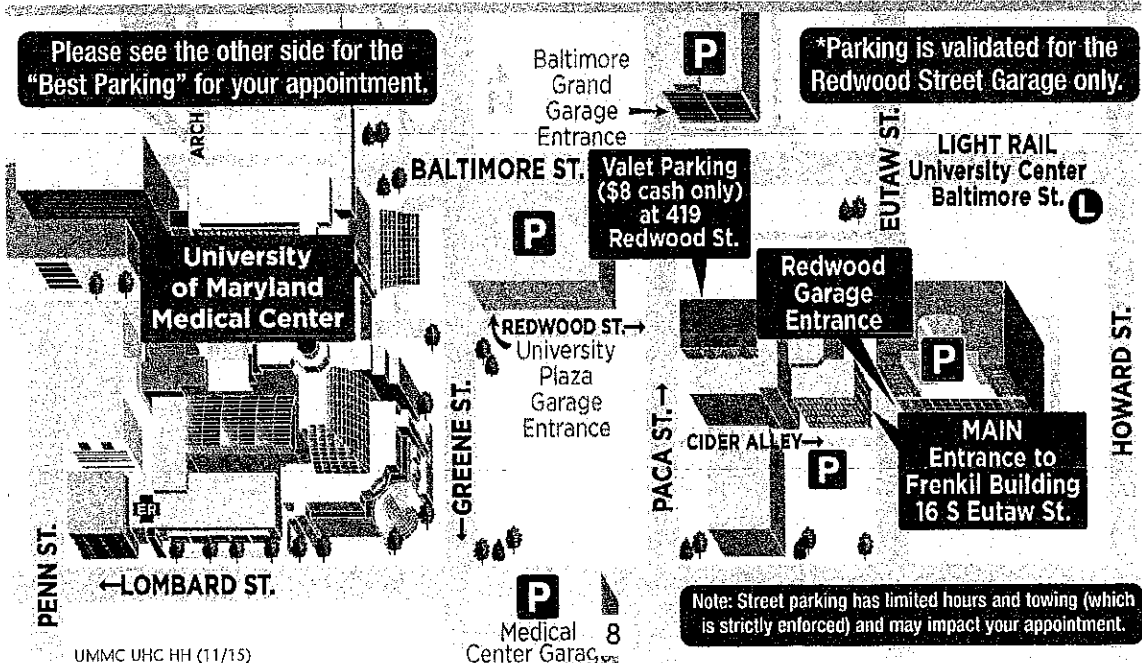 Please see the other side for the
"Best Parking" for your appointment.
Baltimore
Grand
Garage
Entrance
P
*Parking is validated for the
Redwood Street Garage only.
ARCH
BALTIMORE ST.
Valet Parking
($8 cash only)
at 419
Redwood St.
EUTAW ST.
LIGHT RAIL
University Center
Baltimore St.
L
University
of Maryland
Medical Center
P
Redwood
Garage
Entrance
P
HOWARD ST.
REDWOOD ST.→
University
Plaza
Garage
Entrance
←GREENE ST.
PACA ST.→
CIDER ALLEY→
P
MAIN
Entrance to
Frenkil Building
16 S Eutaw St.
ER
PENN ST.
←LOMBARD ST.
P
Medical
Center Garag
8
Note: Street parking has limited hours and towing (which
is strictly enforced) and may impact your appointment.
UMMC UHC HH (11/15)